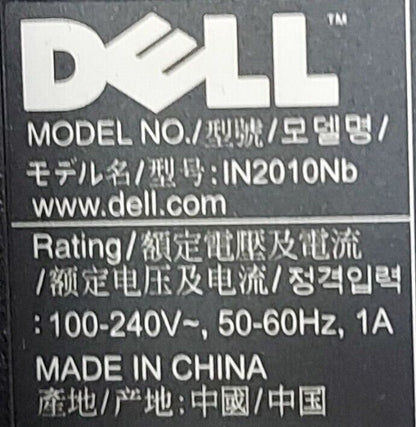 DELL™
MODEL NO./型號/모델명/
モデル名/型号:IN2010Nb
www.dell.com
Rating/額定電壓及電流
/额定电压及电流/정격입력
:100-240V~, 50-60Hz, 1A
MADE IN CHINA
產地/产地:中國/中国